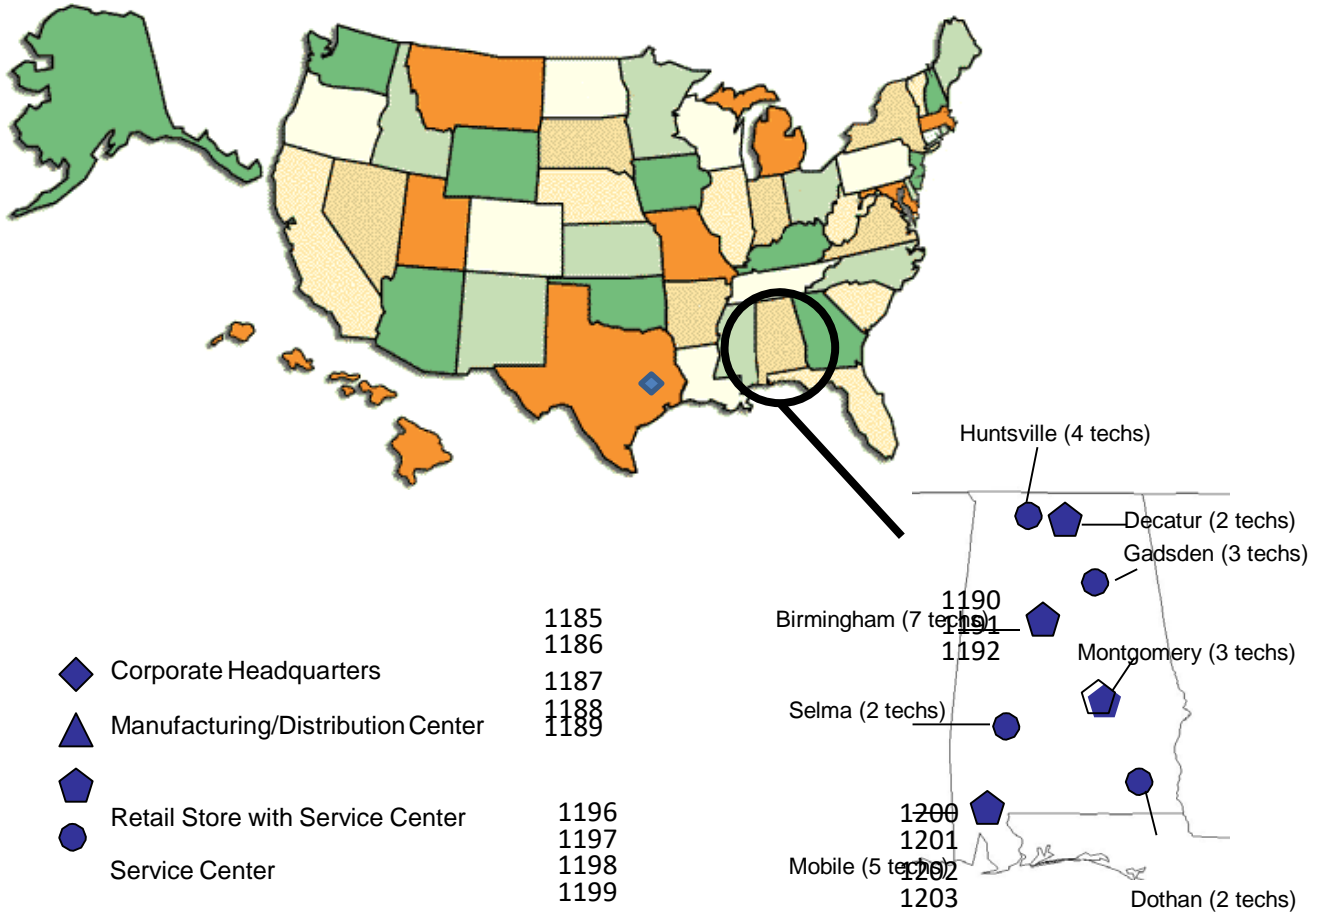 Huntsville (4 techs)
Decatur (2 techs)
Gadsden (3 techs)
Birmingham (7 techs)
1190
1191
1192
Montgomery (3 techs)
Selma (2 techs)
1185
1186
1187
1188
1189
Corporate Headquarters
Manufacturing/Distribution Center
Retail Store with Service Center
Service Center
1196
1197
1198
1199
1200
1201
1202
1203
Mobile (5 techs)
Dothan (2 techs)